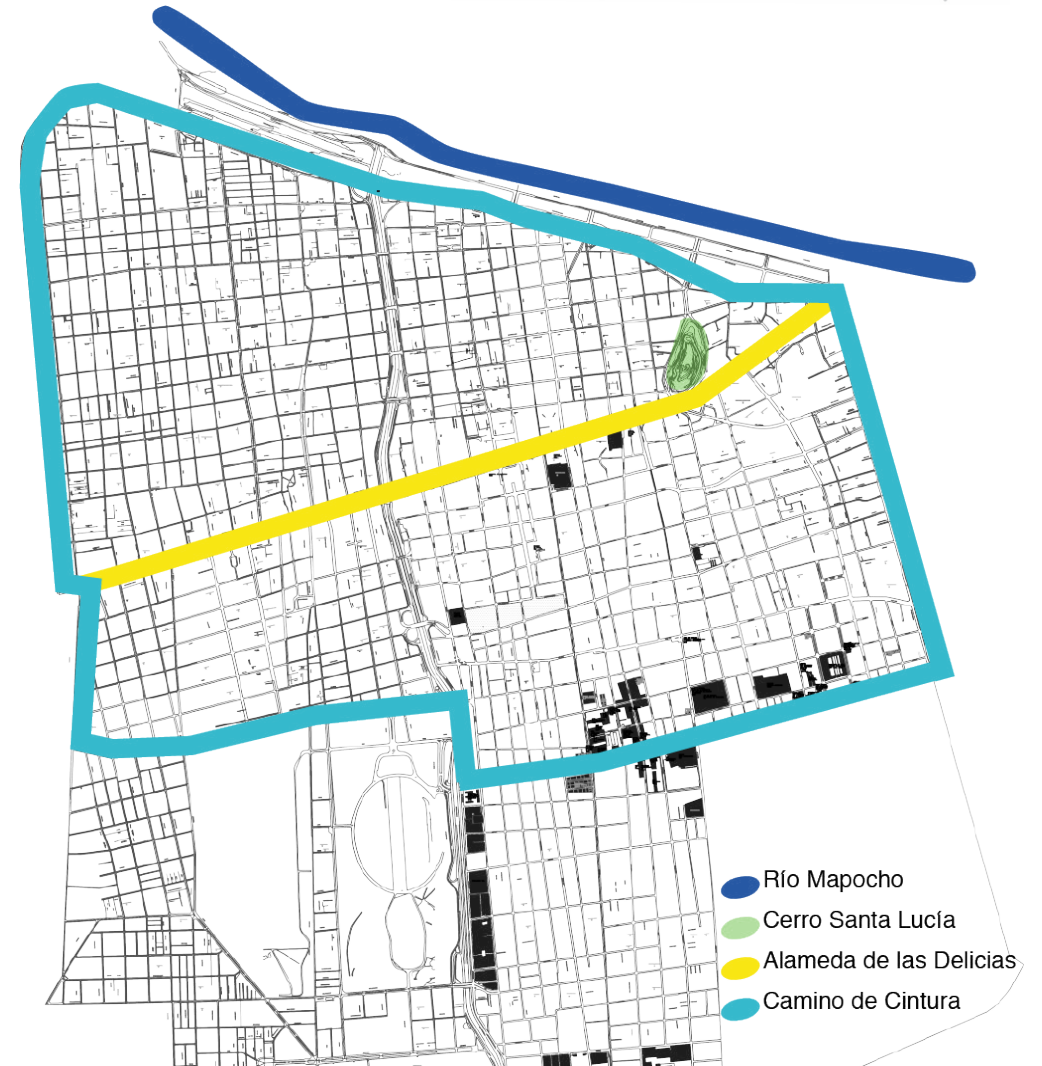 Río Mapocho
Cerro Santa Lucía
Alameda de las Delicias
Camino de Cintura